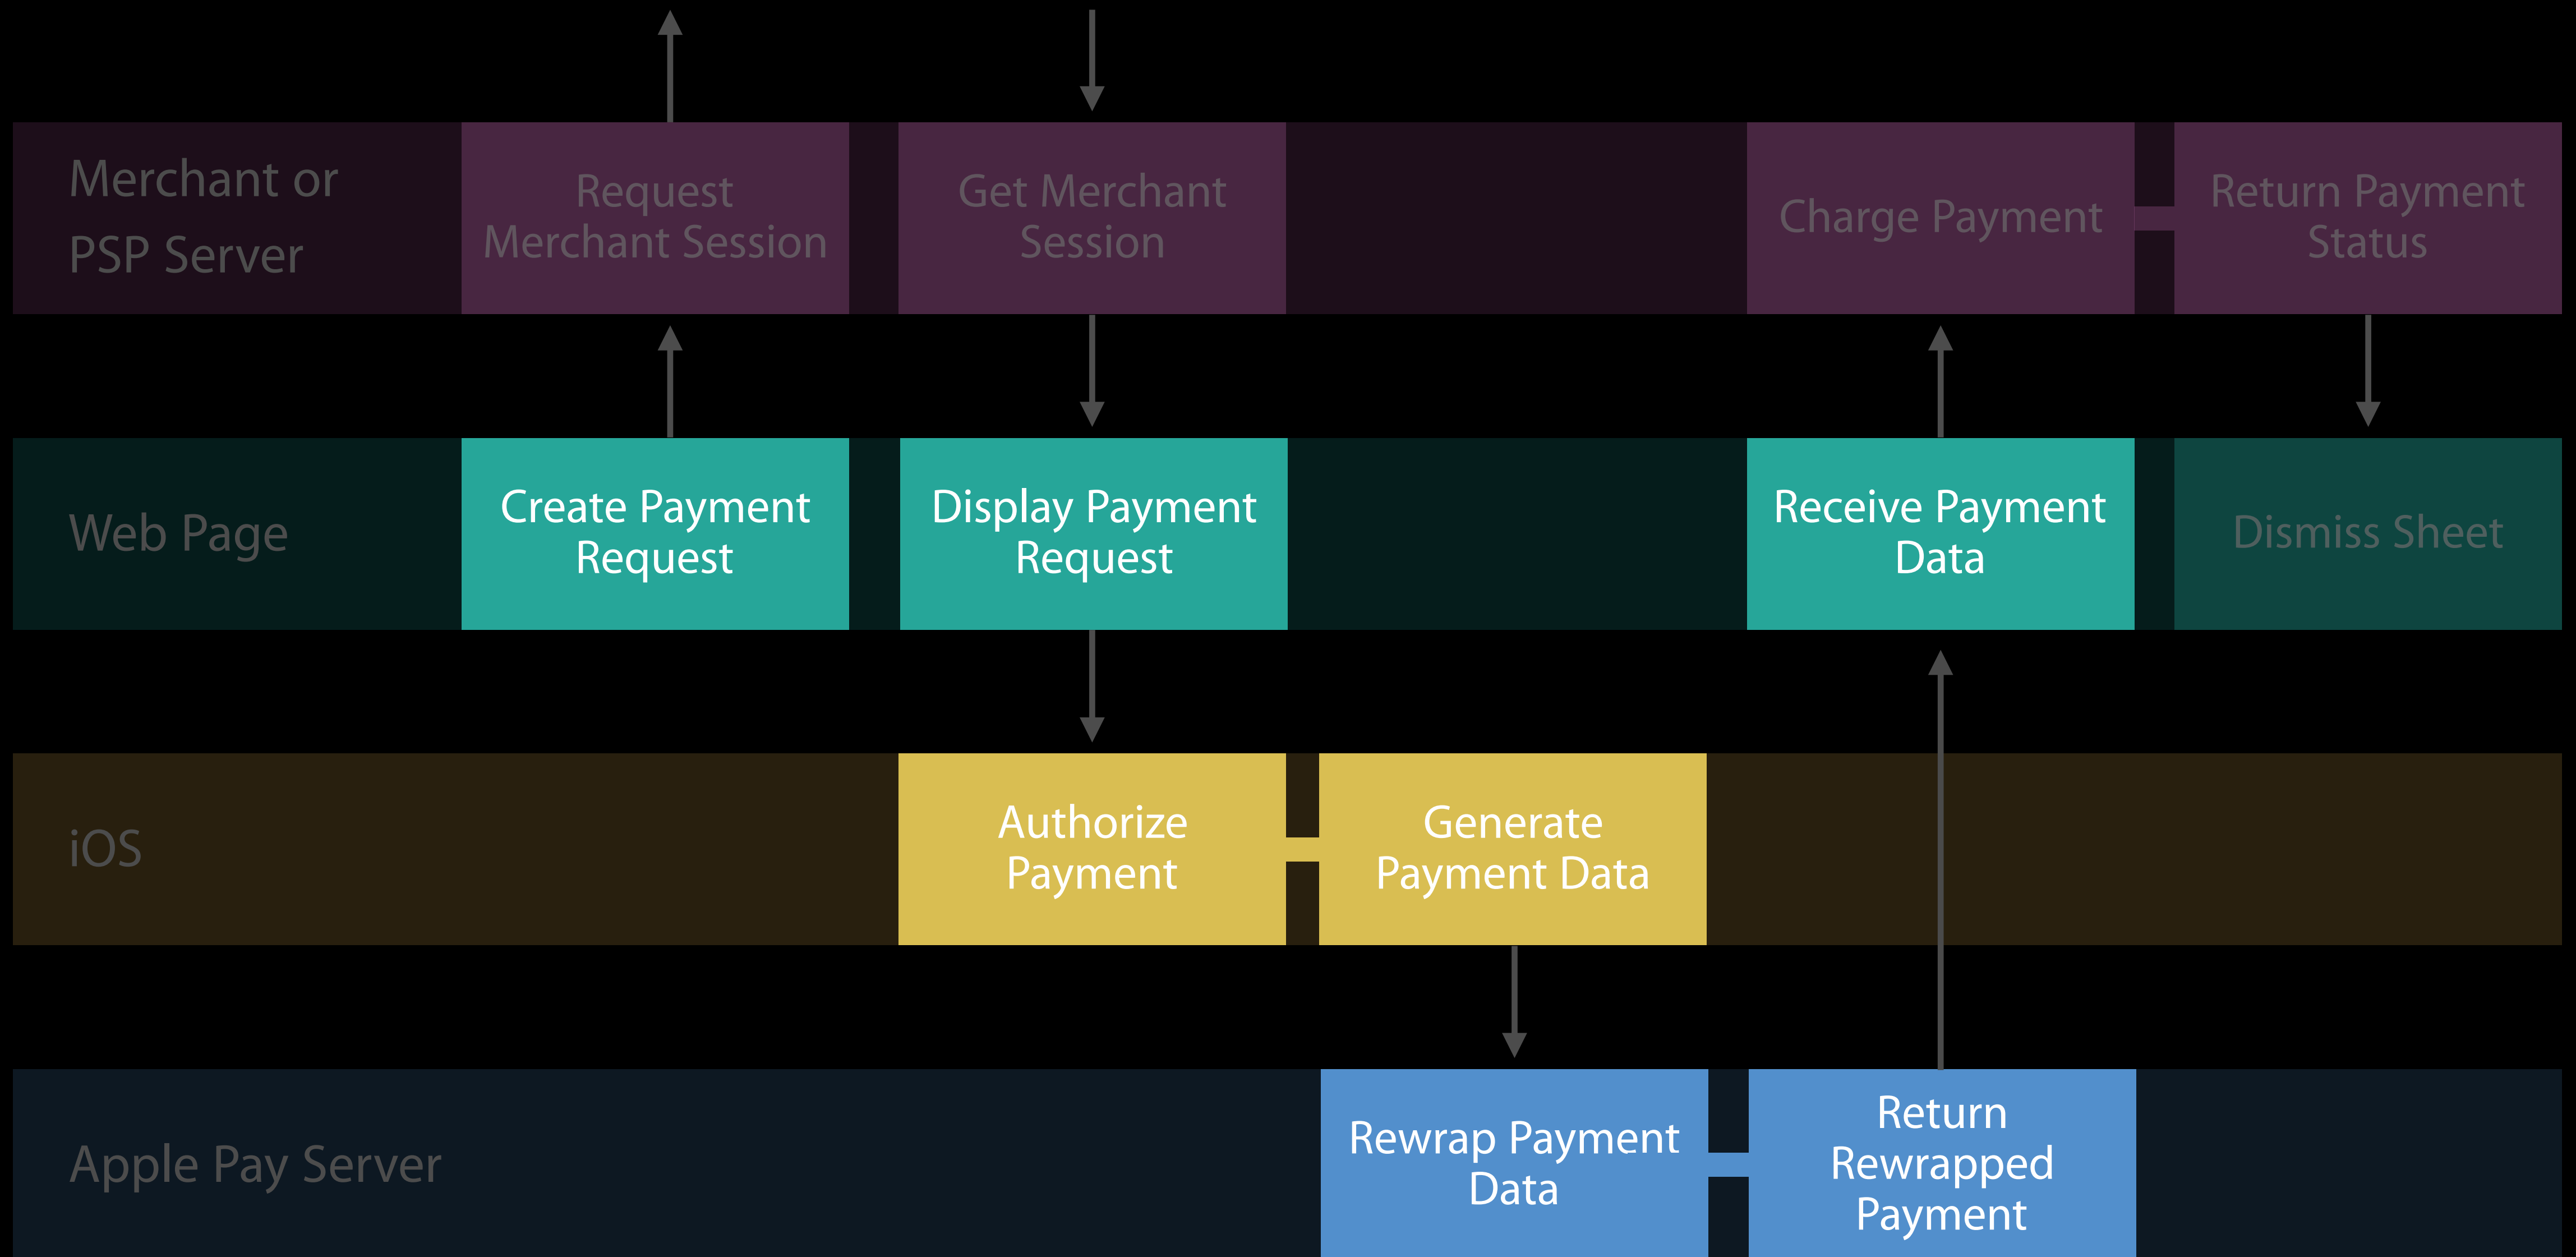 Merchant or
PSP Server
Request
Merchant Session
Get Merchant
Session
Charge Payment
Return Payment
Status
Web Page
Create Payment
Request
Display Payment
Request
Receive Payment
Data
Dismiss Sheet
iOS
Authorize
Payment
Generate
Payment Data
Apple Pay Server
Rewrap Payment
Data
Return
Rewrapped
Payment